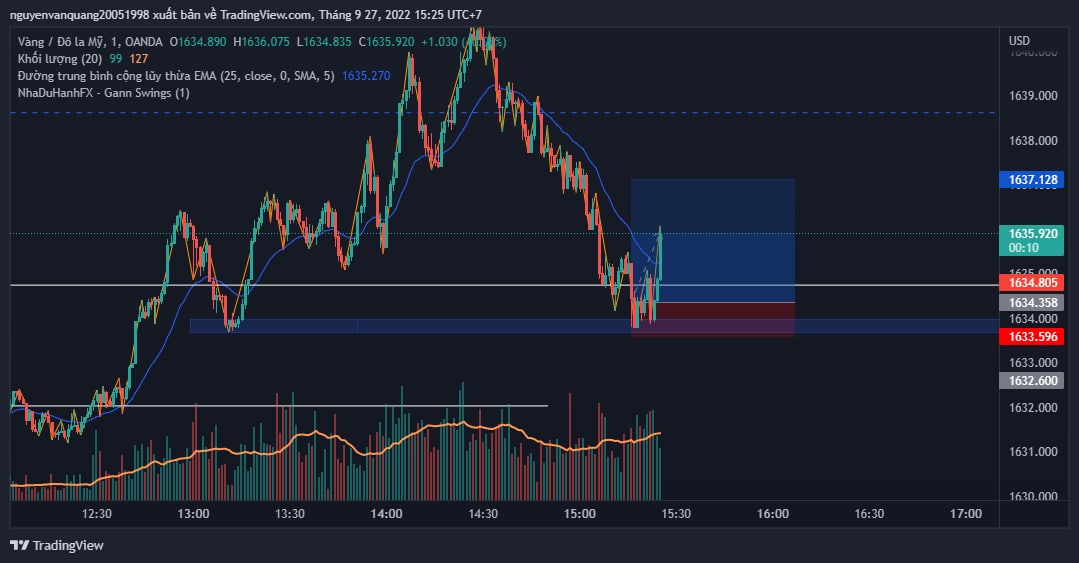 nguyenvanquang20051998 xuất bản về TradingView.com, Tháng 9 27, 2022 15:25 UTC+7
Vàng / Đô la Mỹ, 1, OANDA O1634.890 H1636.075 L1634.835 C1635.920 +1.030
Khối lượng (20) 99 127
Đường trung bình cộng lũy thừa EMA (25, close, 0, SMA, 5) 1635.270
NhaDuHanhFX - Gann Swings (1)
USD
1640.000
1639.000
1638.000
1637.128
1635.920
00:10
1635.000
1634.805
1634.358
1634.000
1633.596
1633.000
1632.600
1632.000
1631.000
1630.000
12:30 13:00 13:30 14:00 14:30 15:00 15:30 16:00 16:30 17:00
TradingView